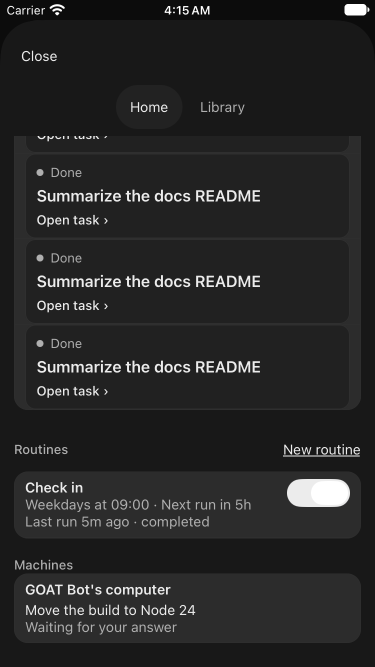 Carrier
4:15 AM
Close
Home
Library
Open task ›
Done
Summarize the docs README
Open task ›
Done
Summarize the docs README
Open task ›
Done
Summarize the docs README
Open task ›
Routines
New routine
Check in
Weekdays at 09:00 · Next run in 5h
Last run 5m ago · completed
Machines
GOAT Bot's computer
Move the build to Node 24
Waiting for your answer